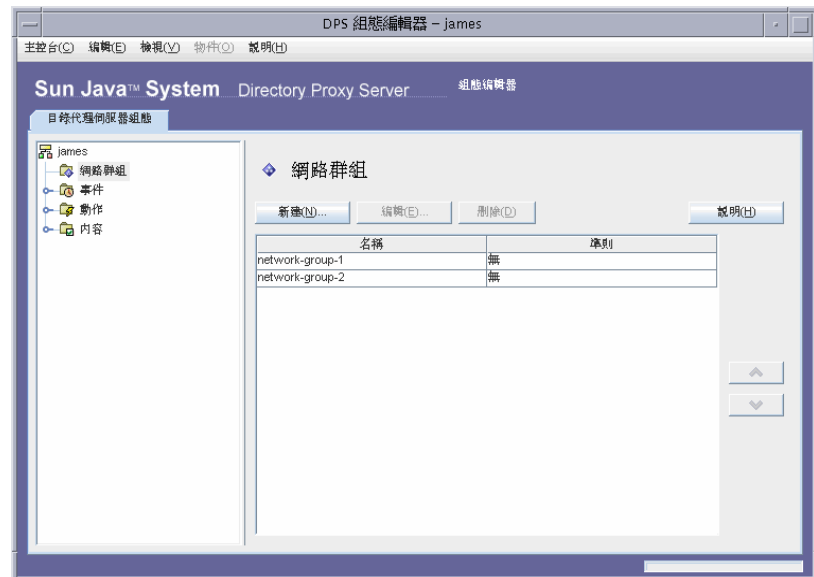 DPS 組態編輯器 – james
主控台(C) 編輯(E) 檢視(V) 物件(O) 說明(H)
Sun Java™ System Directory Proxy Server 組態編輯器
目錄代理伺服器組態
james
網路群組
事件
動作
內容
網路群組
新建(N)... 編輯(E)... 刪除(D) 說明(H)
名稱 準則
network-group-1 無
network-group-2 無